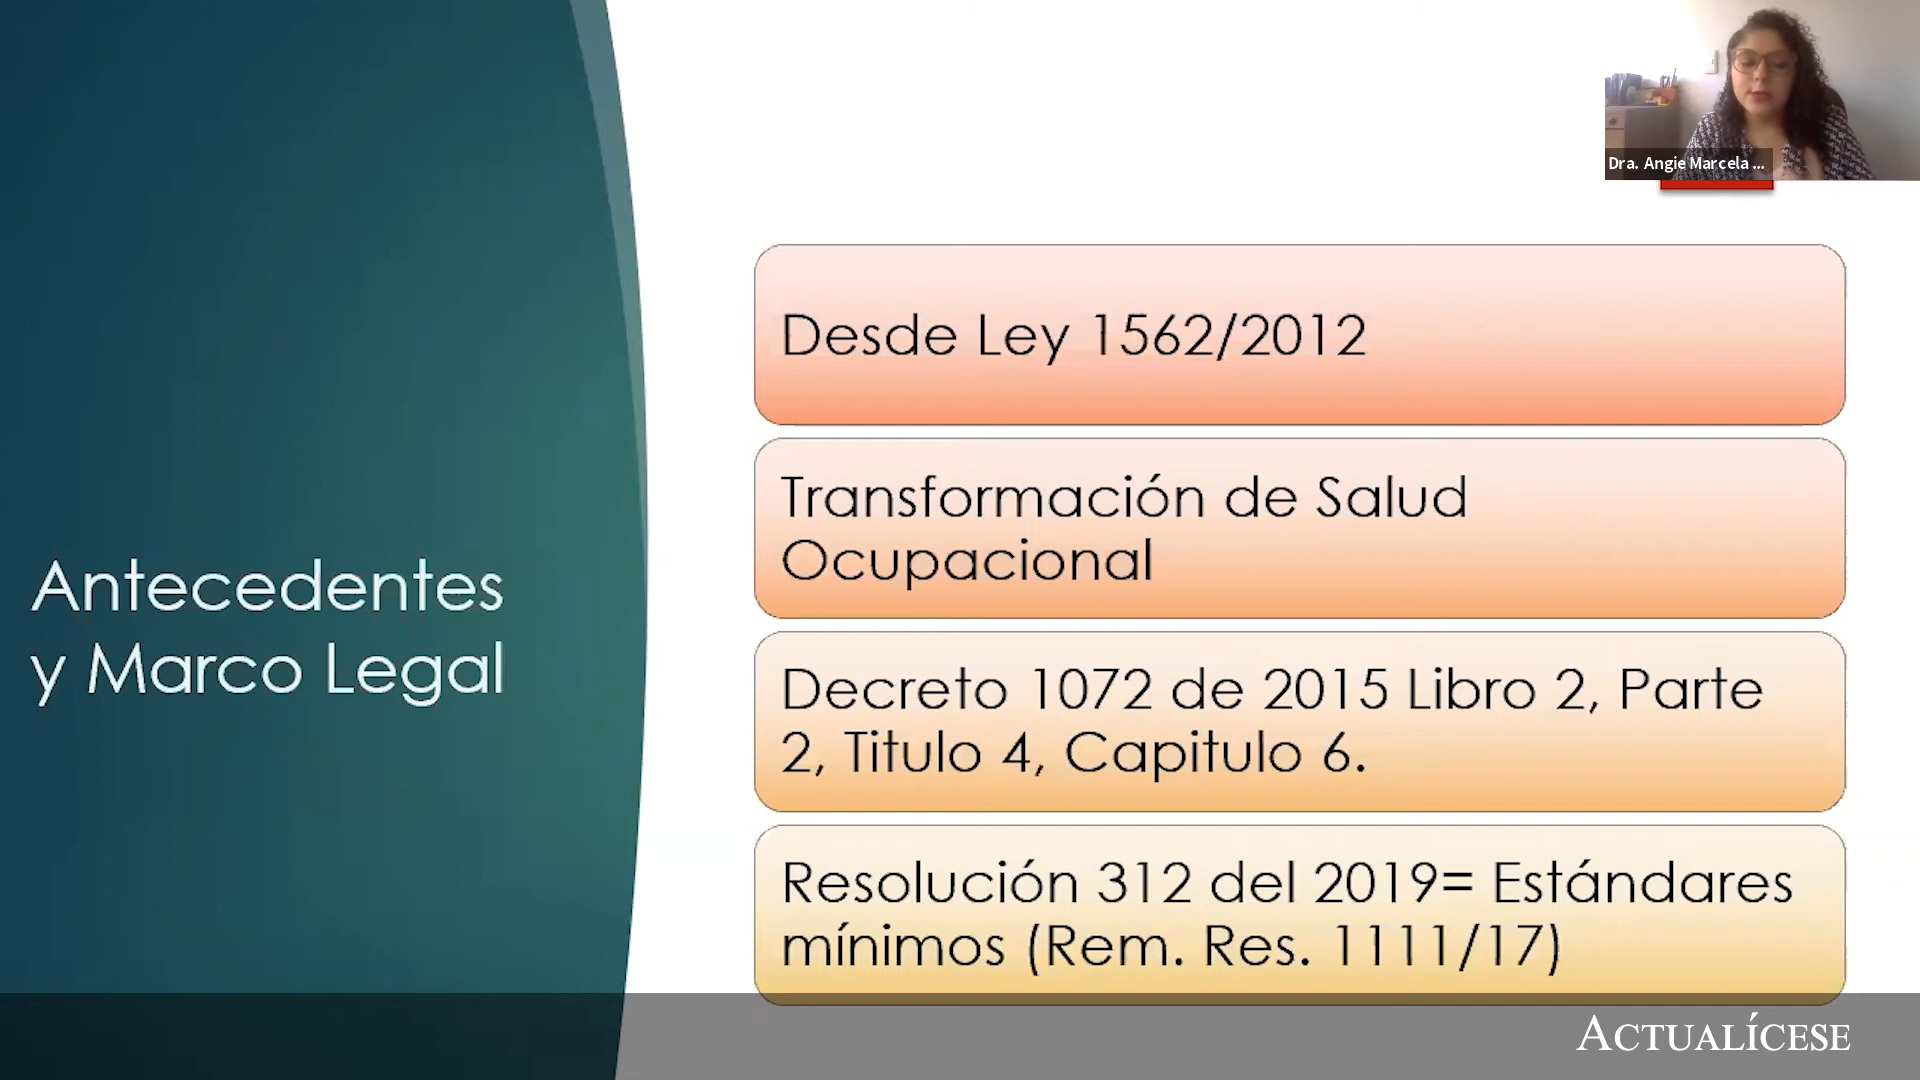 Dra. Angie Marcela ...
Antecedentes
y Marco Legal
Desde Ley 1562/2012
Transformación de Salud
Ocupacional
Decreto 1072 de 2015 Libro 2, Parte
2, Titulo 4, Capitulo 6.
Resolución 312 del 2019= Estándares
mínimos (Rem. Res. 1111/17)
ACTUALÍCESE